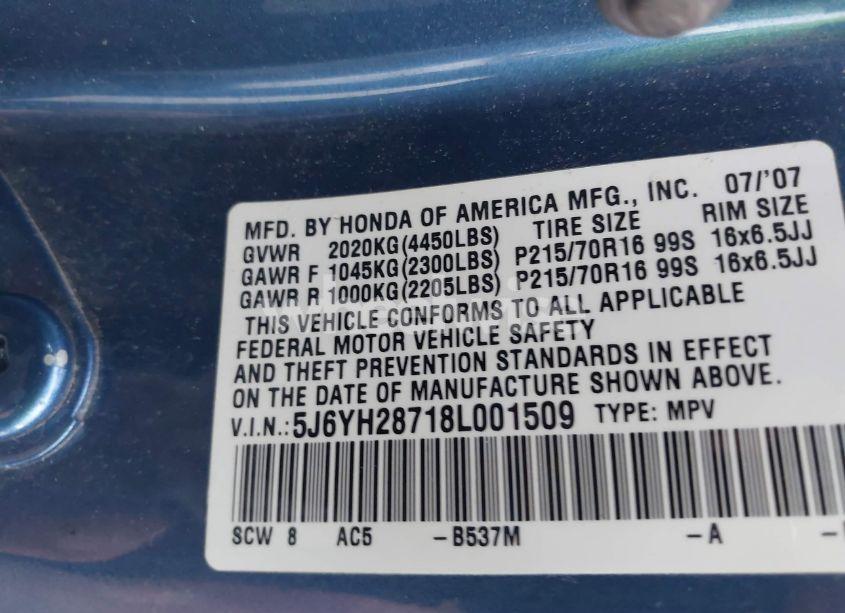 MFD. BY HONDA OF AMERICA MFG., INC. 07/'07
GVWR 2020KG(4450LBS) TIRE SIZE RIM SIZE
GAWR F 1045KG(2300LBS) P215/70R16 99S 16x6.5JJ
GAWR R 1000KG(2205LBS) P215/70R16 99S 16x6.5JJ
THIS VEHICLE CONFORMS TO ALL APPLICABLE
FEDERAL MOTOR VEHICLE SAFETY
AND THEFT PREVENTION STANDARDS IN EFFECT
ON THE DATE OF MANUFACTURE SHOWN ABOVE.
V.I.N.: 5J6YH28718L001509 TYPE: MPV
SCW 8 AC5 -B537M -A